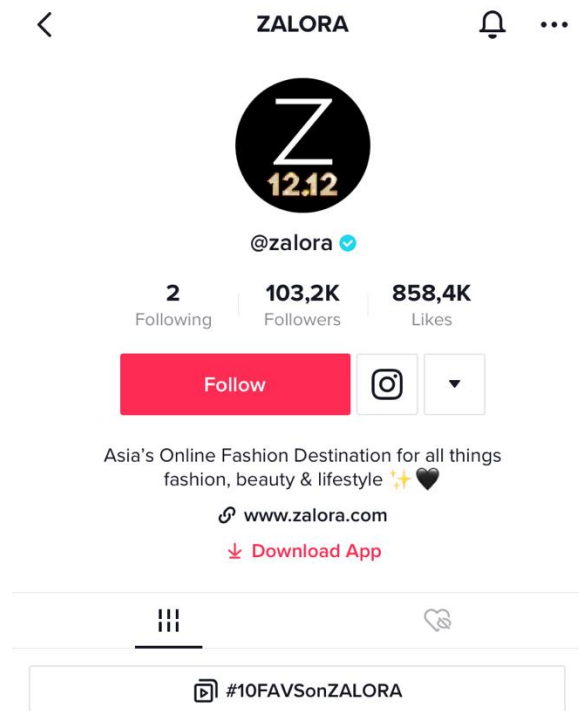 ZALORA
Z
12.12
@zalora
2 103,2K 858,4K
Following Followers Likes
Follow
Asia's Online Fashion Destination for all things
fashion, beauty & lifestyle ✨🖤
www.zalora.com
Download App
#10FAVSonZALORA